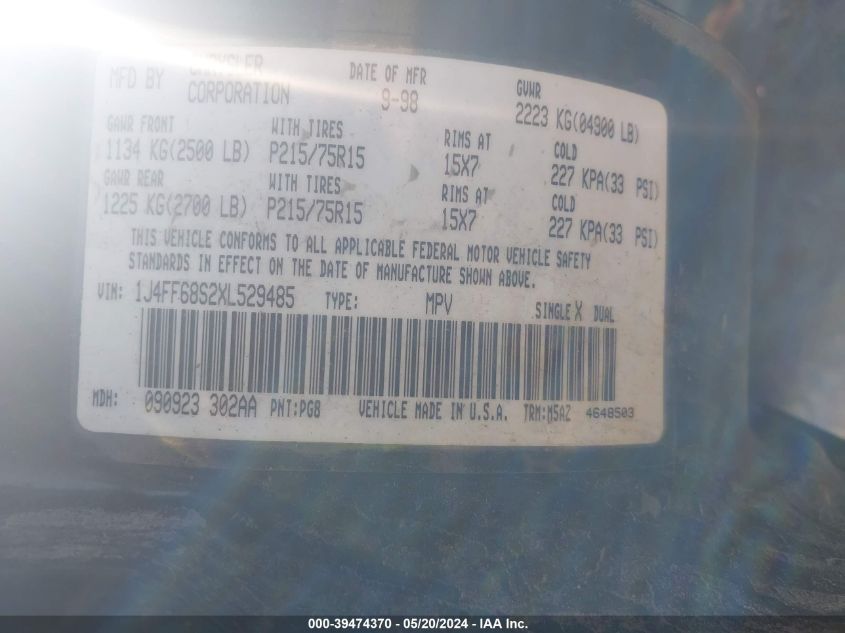 MFD BY CHRYSLER CORPORATION DATE OF MFR 9-98 GVWR 2223 KG(04900 LB)
GAWR FRONT WITH TIRES RIMS AT COLD
1134 KG(2500 LB) P215/75R15 15X7 227 KPA(33 PSI)
GAWR REAR WITH TIRES RIMS AT COLD
1225 KG(2700 LB) P215/75R15 15X7 227 KPA(33 PSI)
THIS VEHICLE CONFORMS TO ALL APPLICABLE FEDERAL MOTOR VEHICLE SAFETY
STANDARDS IN EFFECT ON THE DATE OF MANUFACTURE SHOWN ABOVE.
VIN: 1J4FF68S2XL529485 TYPE: MPV SINGLE X DUAL
MDH: 090923 302AA PNT:PG8 VEHICLE MADE IN U.S.A. TRM:M5AZ 4648503
000-39474370 - 05/20/2024 - IAA Inc.